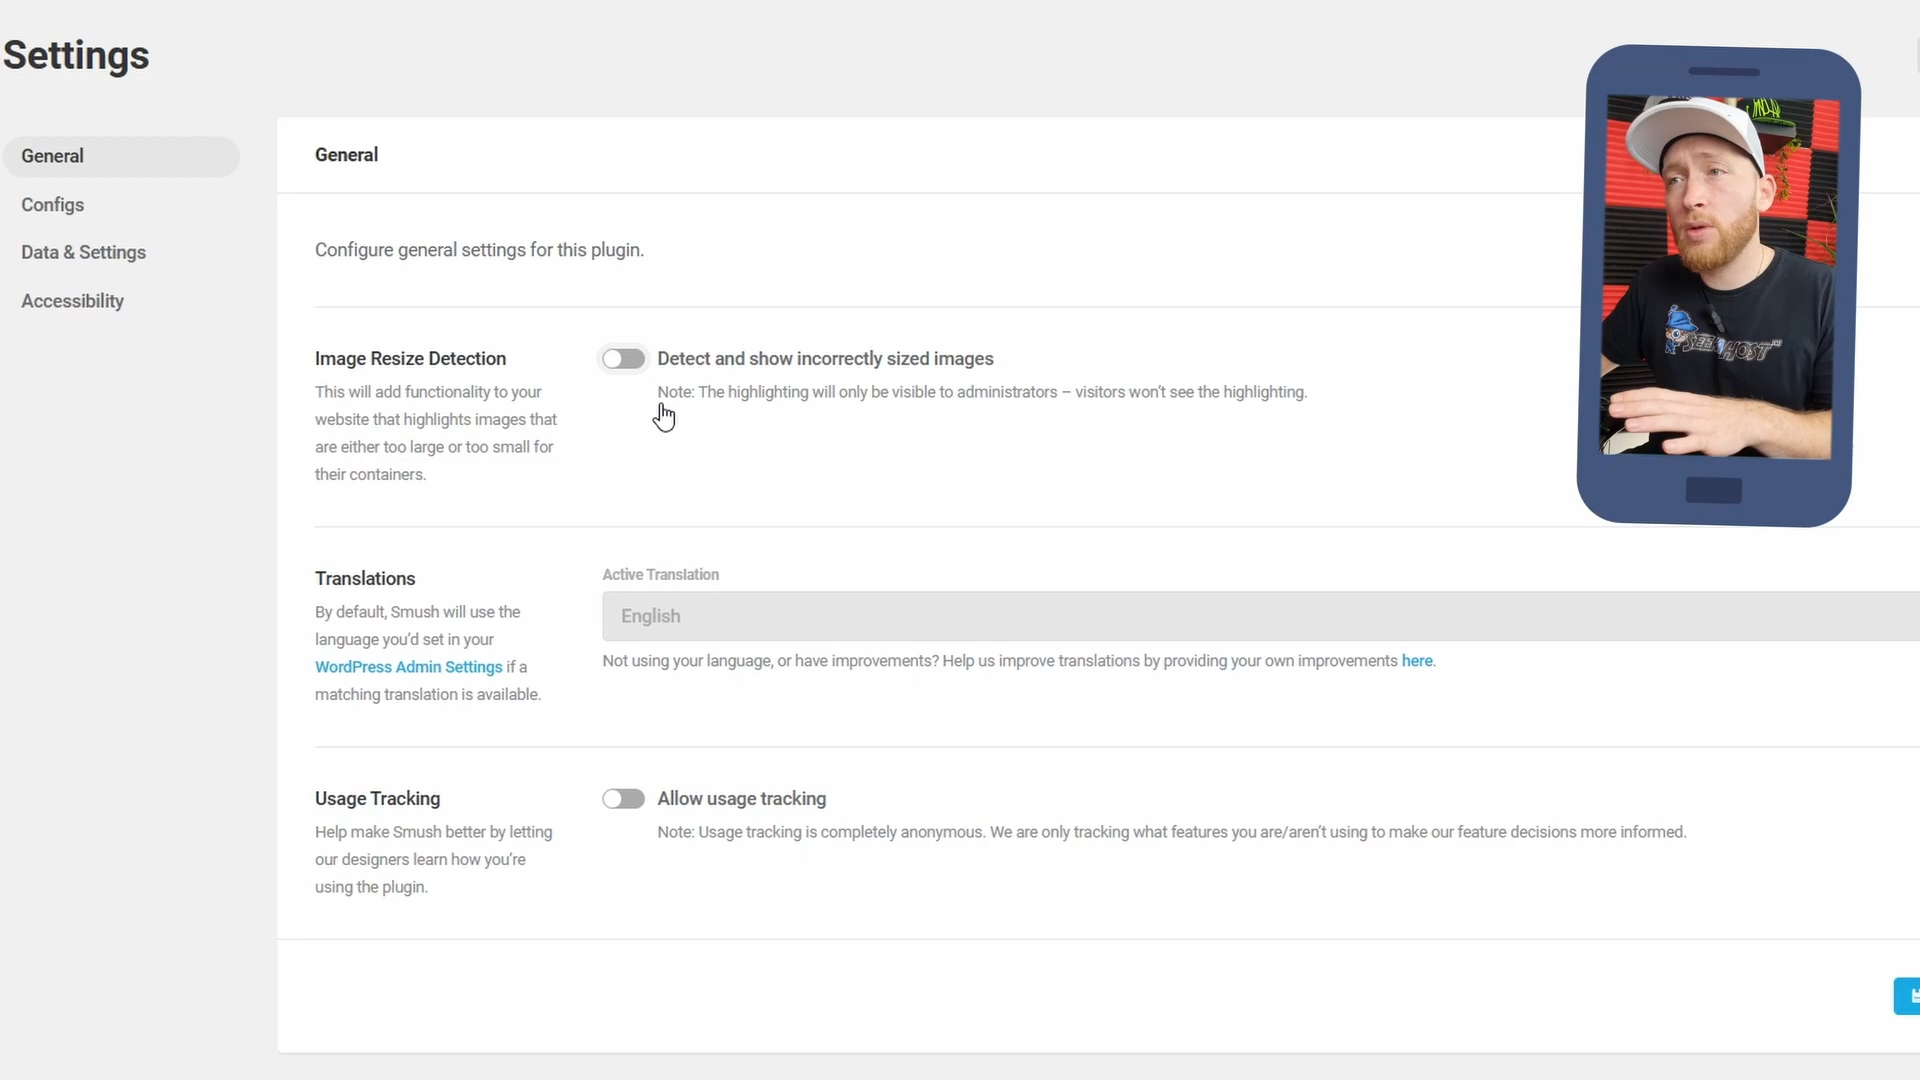 Settings
General
Configs
Data & Settings
Accessibility
General
Configure general settings for this plugin.
Image Resize Detection
This will add functionality to your
website that highlights images that
are either too large or too small for
their containers.
Detect and show incorrectly sized images
Note: The highlighting will only be visible to administrators – visitors won't see the highlighting.
Translations
By default, Smush will use the
language you'd set in your
WordPress Admin Settings if a
matching translation is available.
Active Translation
English
Not using your language, or have improvements? Help us improve translations by providing your own improvements here.
Usage Tracking
Help make Smush better by letting
our designers learn how you're
using the plugin.
Allow usage tracking
Note: Usage tracking is completely anonymous. We are only tracking what features you are/aren't using to make our feature decisions more informed.
SEEKHOST